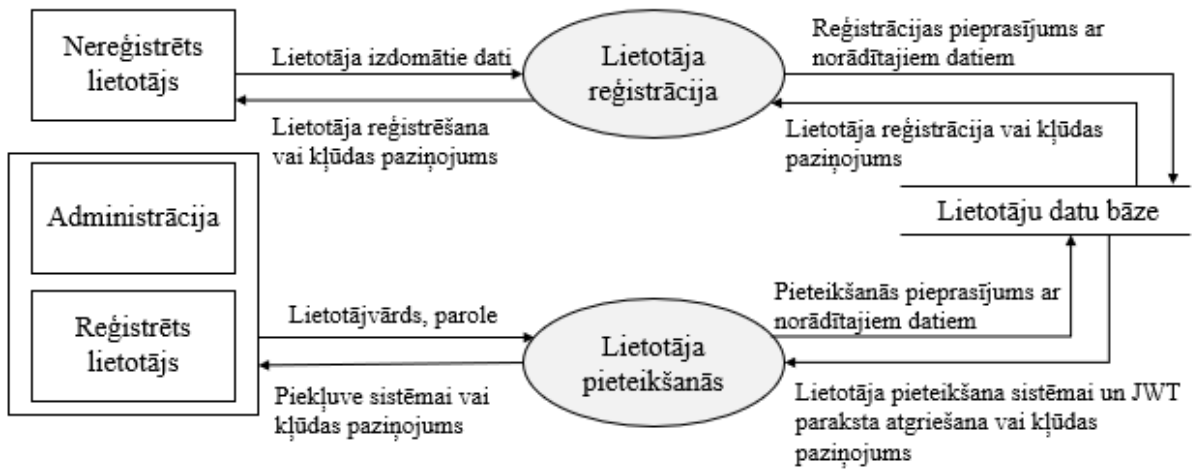 Nereģistrēts
lietotājs
Lietotāja izdomātie dati
Lietotāja
reģistrācija
Reģistrācijas pieprasījums ar
norādītajiem datiem
Lietotāja reģistrēšana
vai kļūdas paziņojums
Lietotāja reģistrācija vai kļūdas
paziņojums
Administrācija
Lietotāju datu bāze
Reģistrēts
lietotājs
Lietotājvārds, parole
Lietotāja
pieteikšanās
Pieteikšanās pieprasījums ar
norādītajiem datiem
Piekļuve sistēmai vai
kļūdas paziņojums
Lietotāja pieteikšana sistēmai un JWT
paraksta atgriešana vai kļūdas
paziņojums